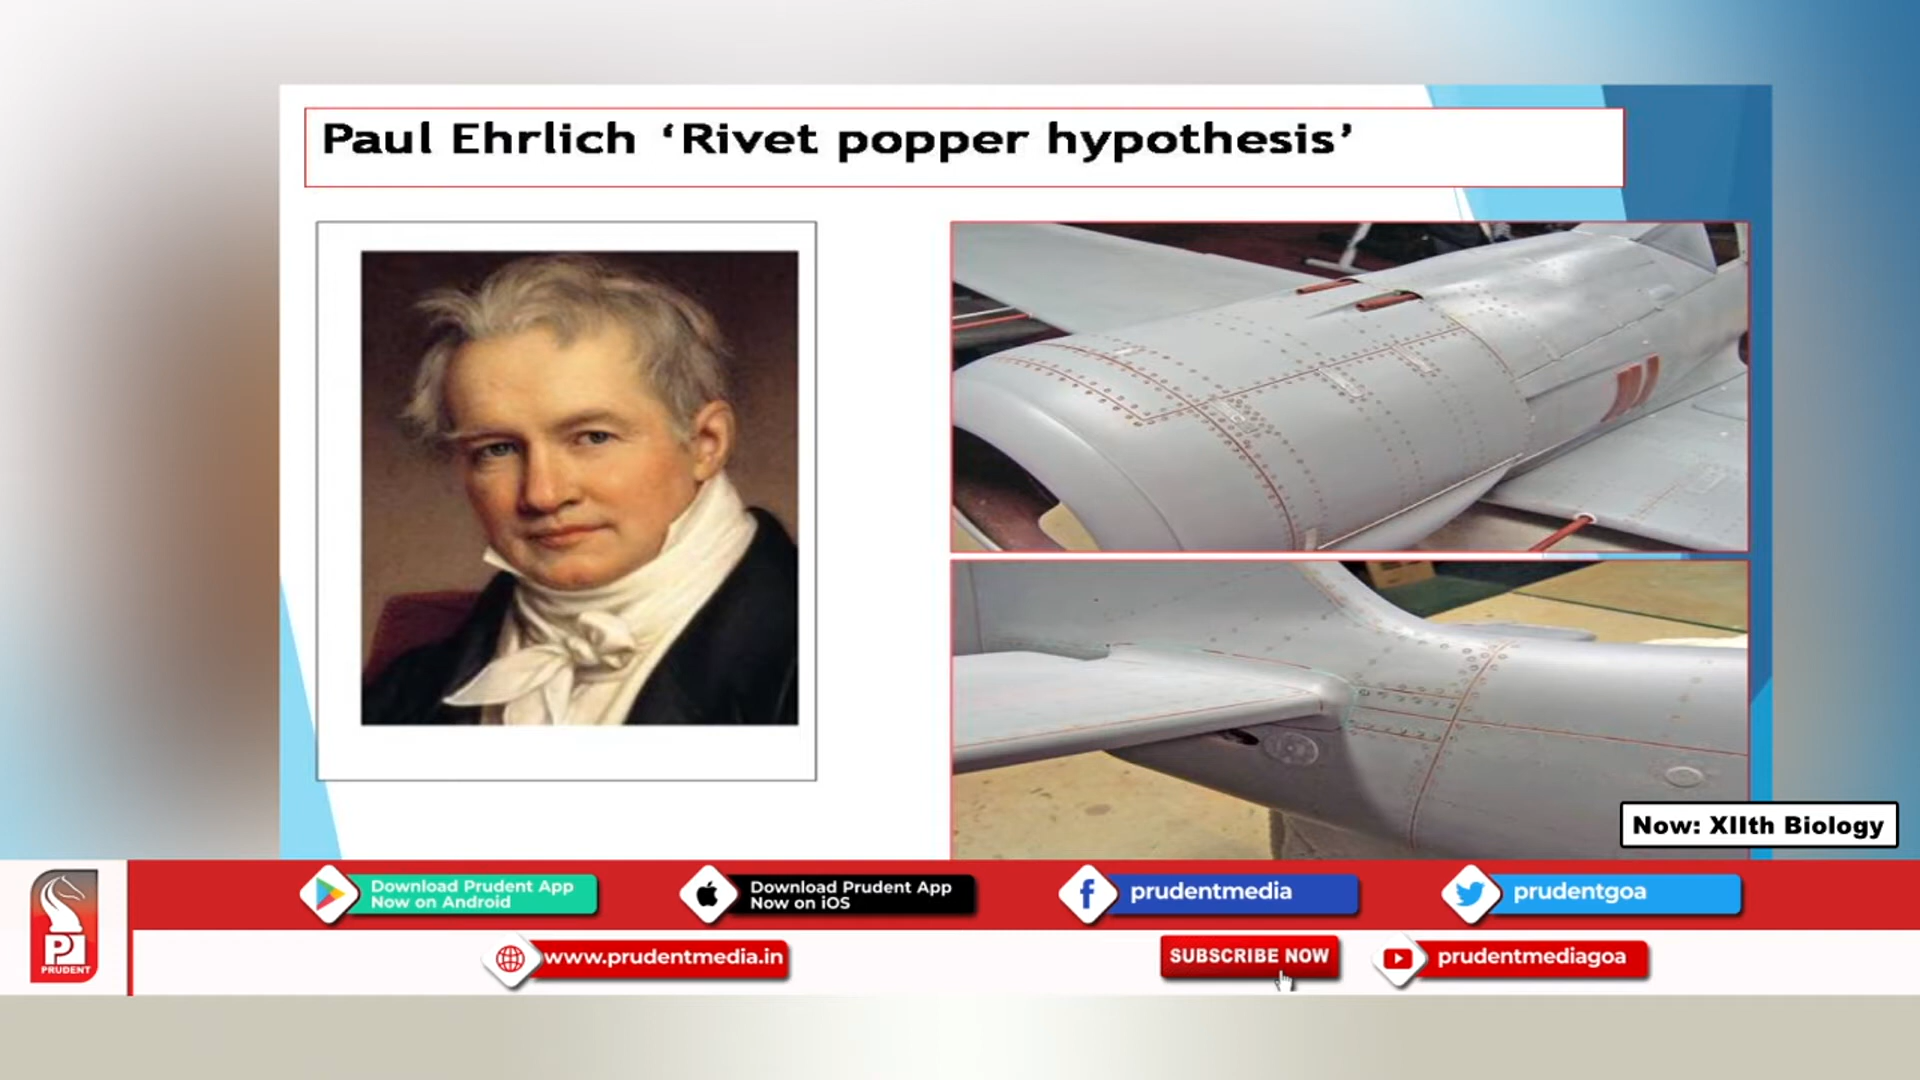 Paul Ehrlich ‘Rivet popper hypothesis’
Now: XIIth Biology
Download Prudent App
Now on Android
Download Prudent App
Now on iOS
prudentmedia
prudentgoa
PRUDENT
www.prudentmedia.in
SUBSCRIBE NOW
prudentmediagoa